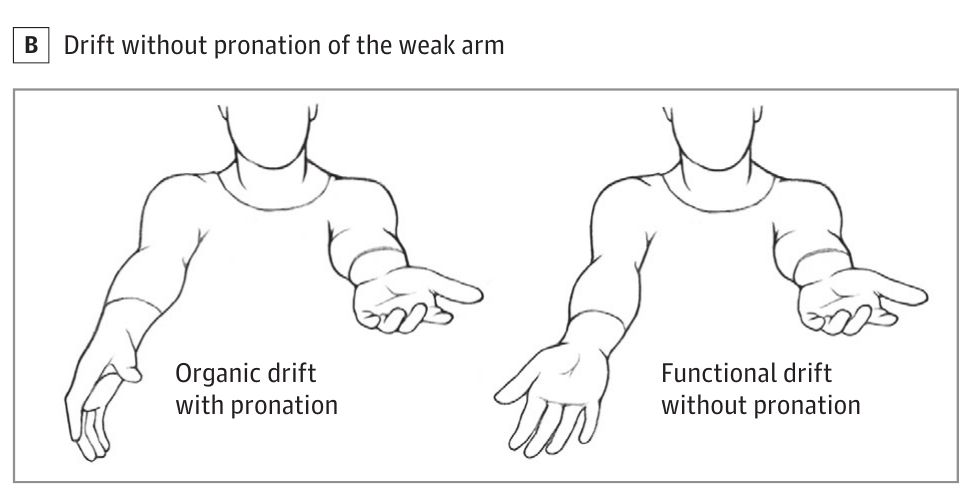 B Drift without pronation of the weak arm
Organic drift
with pronation
Functional drift
without pronation